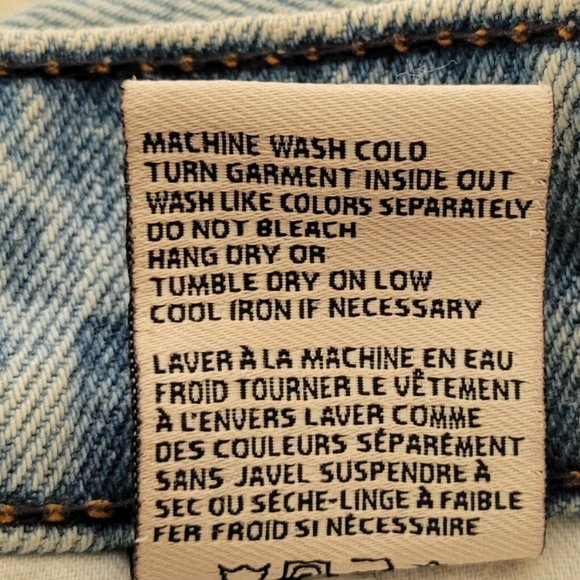 MACHINE WASH COLD
TURN GARMENT INSIDE OUT
WASH LIKE COLORS SEPARATELY
DO NOT BLEACH
HANG DRY OR
TUMBLE DRY ON LOW
COOL IRON IF NECESSARY
LAVER À LA MACHINE EN EAU
FROID TOURNER LE VÊTEMENT
À L'ENVERS LAVER COMME
DES COULEURS SÉPARÉMENT
SANS JAVEL SUSPENDRE À
SEC OU SÉCHE-LINGE À FAIBLE
FER FROID SI NÉCESSAIRE